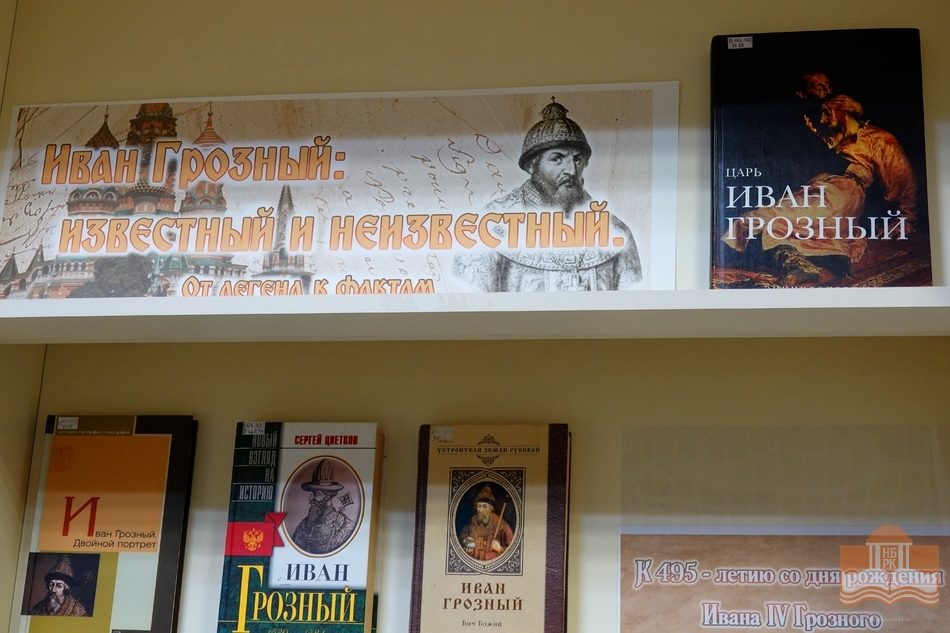 Иван Грозный:
известный и неизвестный.
От легенд к фактам
ЦАРЬ
ИВАН
ГРОЗНЫЙ
Иван Грозный.
Двойной портрет
НОВЫЙ
ВЗГЛЯД
НА
ИСТОРИЮ
СЕРГЕЙ ЦВЕТКОВ
ИВАН
ГРОЗНЫЙ
УСТРОИТЕЛИ ЗЕМЛИ РУССКОЙ
ИВАН
ГРОЗНЫЙ
Бич Божий
К 495 - летию со дня рождения
Ивана IV Грозного
НБ
РК